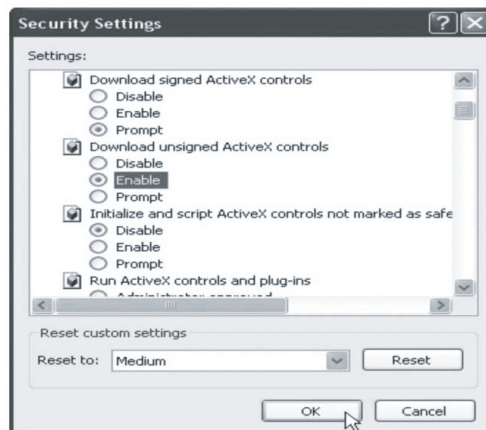 Security Settings
Settings:
Download signed ActiveX controls
Disable
Enable
Prompt
Download unsigned ActiveX controls
Disable
Enable
Prompt
Initialize and script ActiveX controls not marked as safe
Disable
Enable
Prompt
Run ActiveX controls and plug-ins
Administrator approved
Reset custom settings
Reset to: Medium Reset
OK Cancel